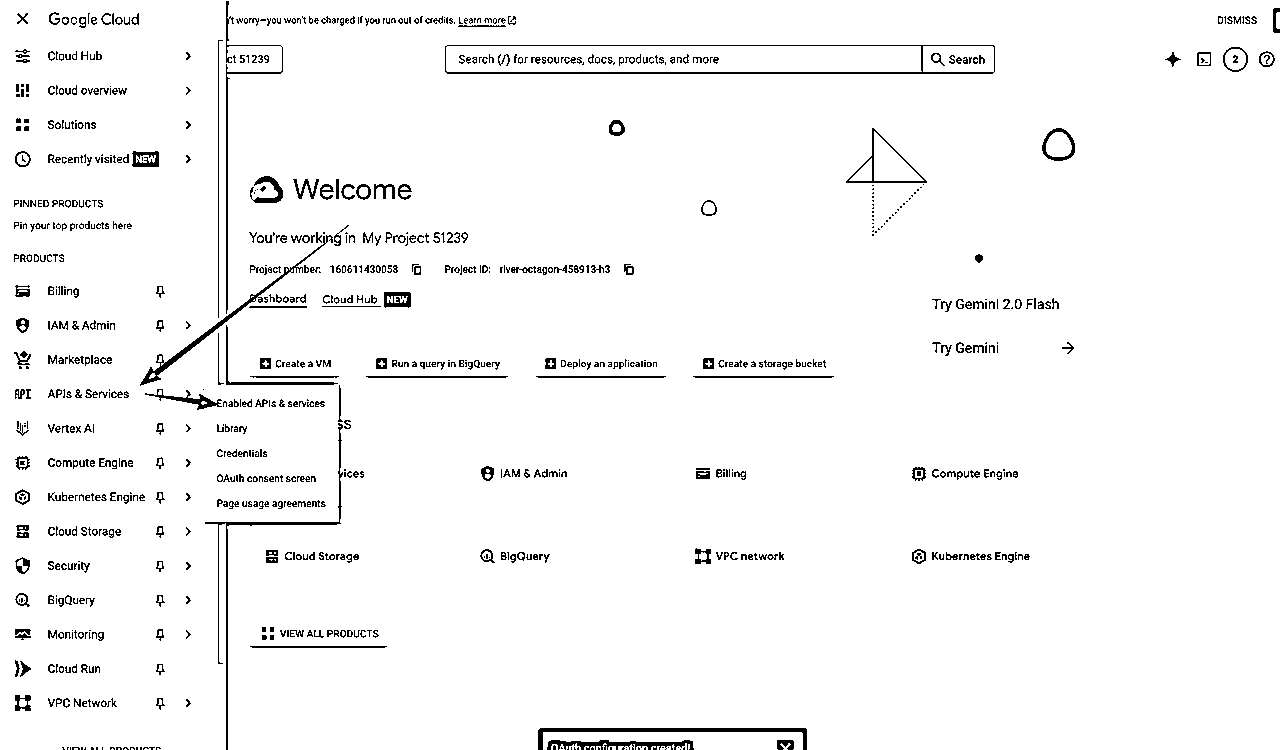 Google Cloud
't worry—you won't be charged if you run out of credits. Learn more
DISMISS
ct 51239
Search (/) for resources, docs, products, and more
Search
2
Cloud Hub
Cloud overview
Solutions
Recently visited NEW
PINNED PRODUCTS
Pin your top products here
PRODUCTS
Billing
IAM & Admin
Marketplace
API APIs & Services
Vertex AI
Compute Engine
Kubernetes Engine
Cloud Storage
Security
BigQuery
Monitoring
Cloud Run
VPC Network
VIEW ALL PRODUCTS
Enabled APIs & services
Library
Credentials
OAuth consent screen
Page usage agreements
Welcome
You're working in My Project 51239
Project number: 160611430058 Project ID: river-octagon-458913-h3
Dashboard Cloud Hub NEW
Try Gemini 2.0 Flash
Try Gemini
Create a VM Run a query in BigQuery Deploy an application Create a storage bucket
ss
vices IAM & Admin Billing Compute Engine
Cloud Storage BigQuery VPC network Kubernetes Engine
VIEW ALL PRODUCTS
OAuth configuration created!